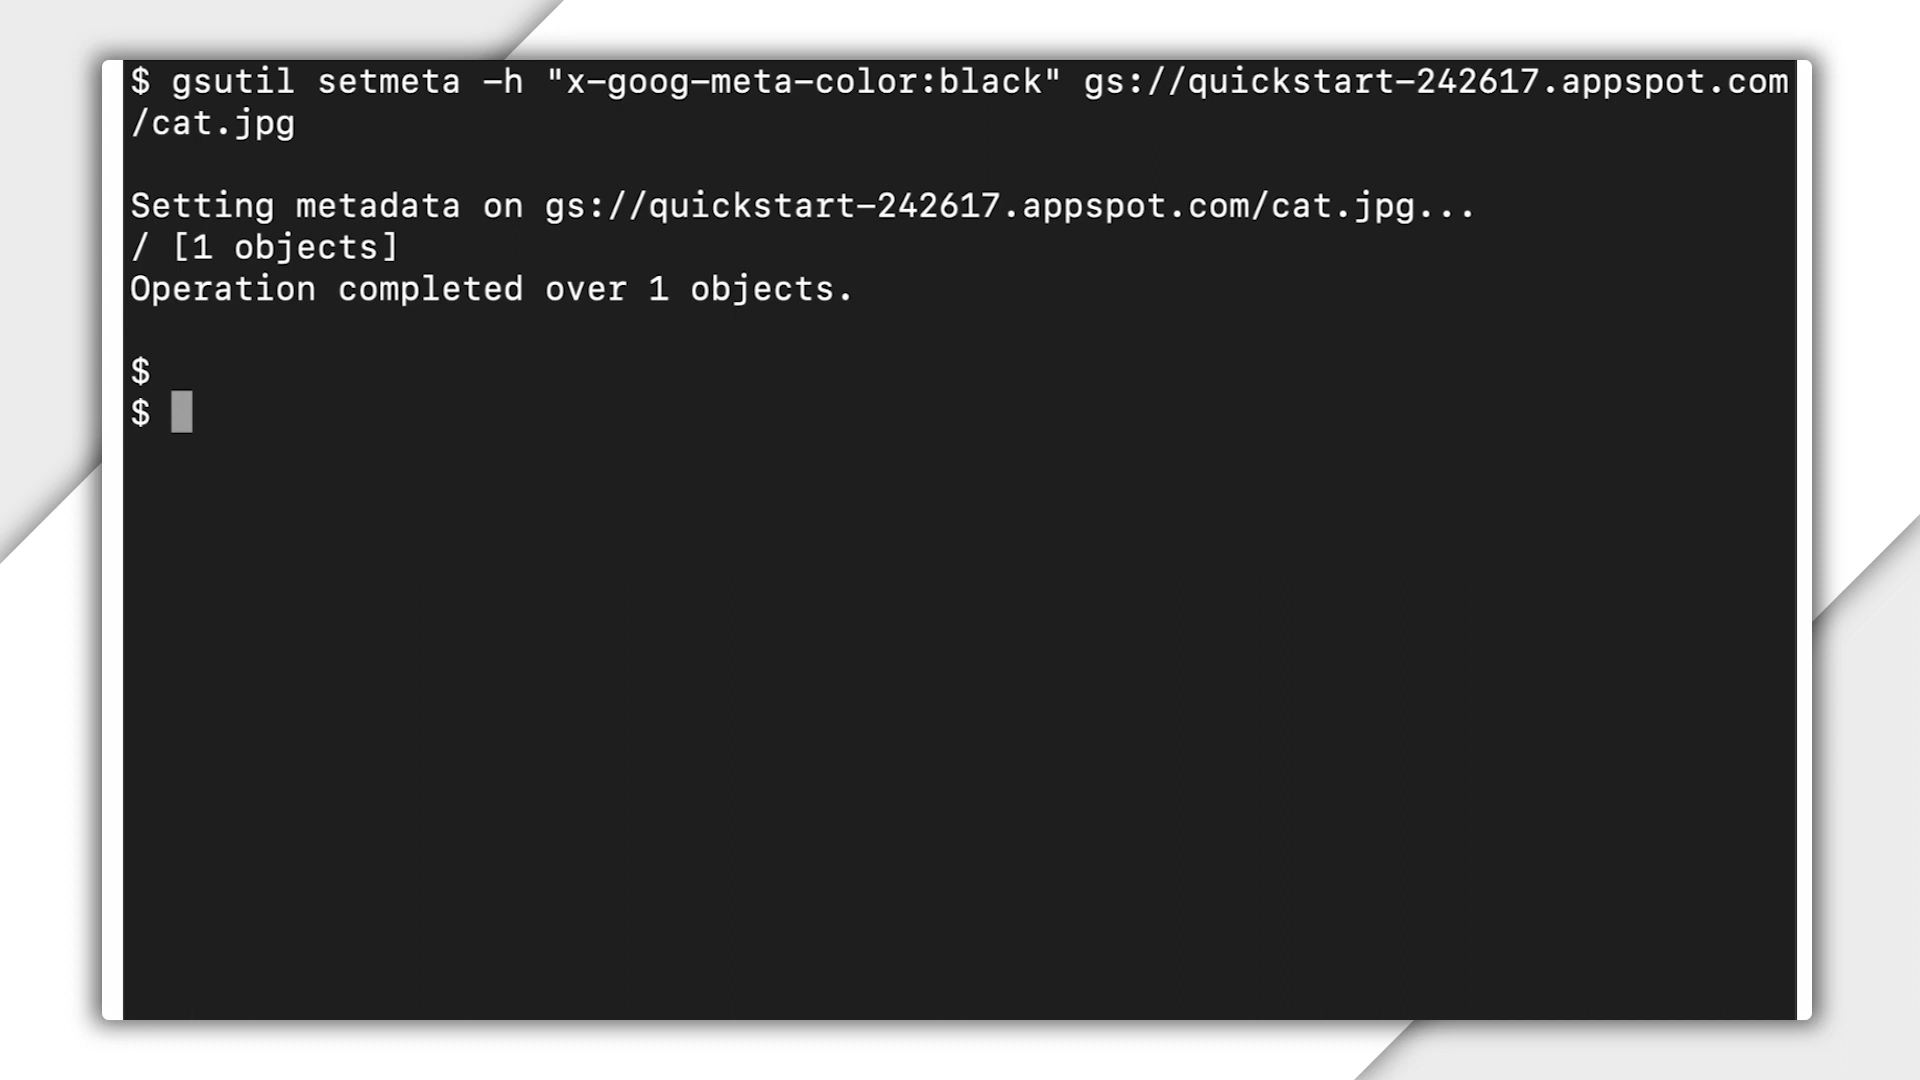 $ gsutil setmeta -h "x-goog-meta-color:black" gs://quickstart-242617.appspot.com
/cat.jpg
Setting metadata on gs://quickstart-242617.appspot.com/cat.jpg...
/ [1 objects]
Operation completed over 1 objects.
$
$